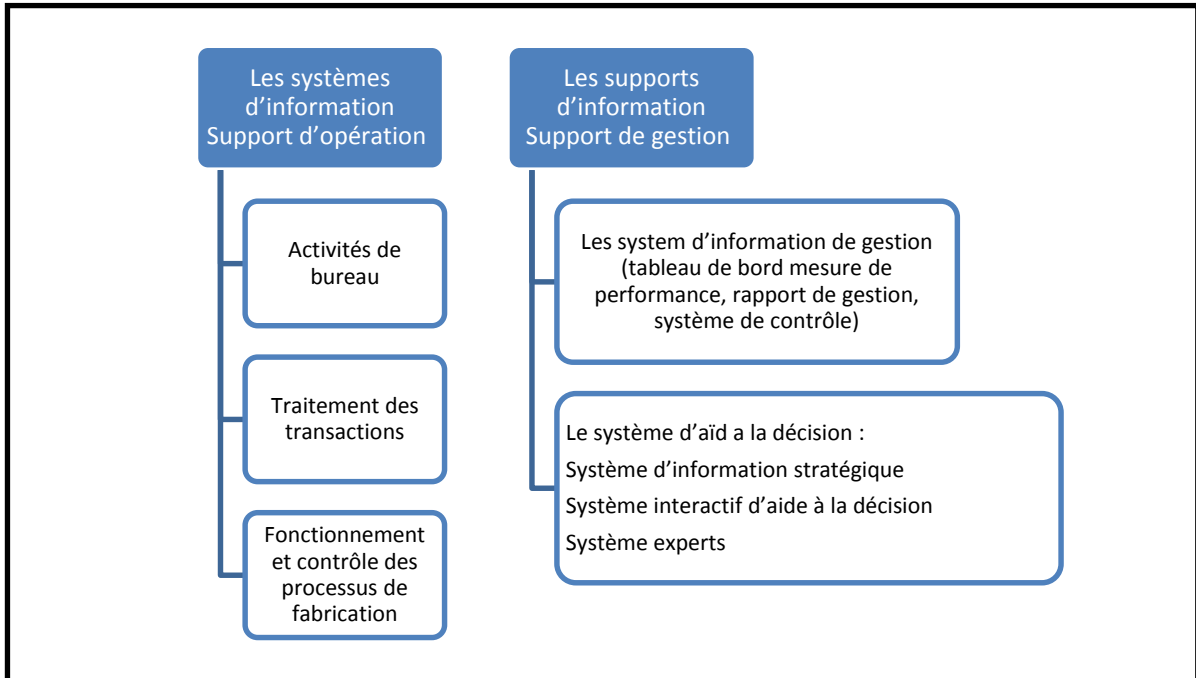 Les systèmes
d'information
Support d'opération
Activités de
bureau
Traitement des
transactions
Fonctionnement
et contrôle des
processus de
fabrication
Les supports
d'information
Support de gestion
Les system d'information de gestion
(tableau de bord mesure de
performance, rapport de gestion,
système de contrôle)
Le système d'aïd a la décision :
Système d'information stratégique
Système interactif d'aide à la décision
Système experts